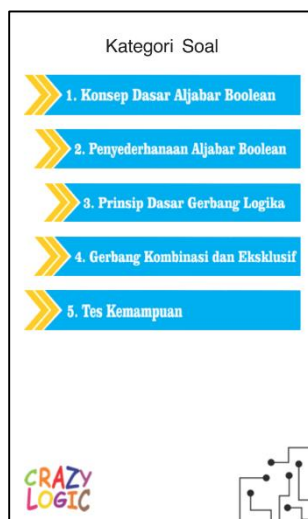 Kategori Soal
1. Konsep Dasar Aljabar Boolean
2. Penyederhanaan Aljabar Boolean
3. Prinsip Dasar Gerbang Logika
4. Gerbang Kombinasi dan Eksklusif
5. Tes Kemampuan
CRAZY
LOGIC